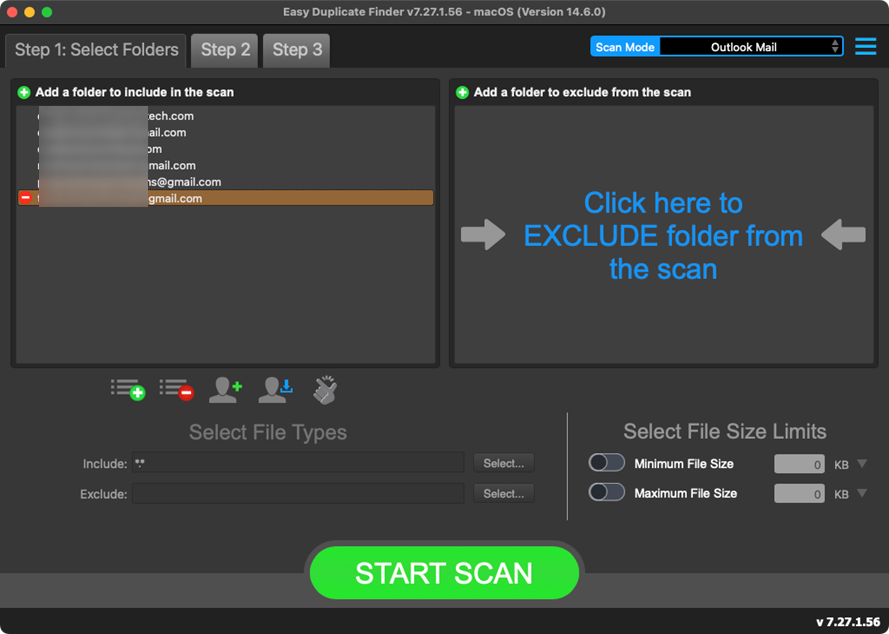 Easy Duplicate Finder v7.27.1.56 - macOS (Version 14.6.0)
Step 1: Select Folders
Step 2
Step 3
Scan Mode
Outlook Mail
Add a folder to include in the scan
tech.com
ail.com
om
mail.com
ns@gmail.com
gmail.com
Add a folder to exclude from the scan
Click here to
EXCLUDE folder from
the scan
Select File Types
Include: *.*
Select...
Exclude:
Select...
Select File Size Limits
Minimum File Size 0 KB
Maximum File Size 0 KB
START SCAN
v 7.27.1.56